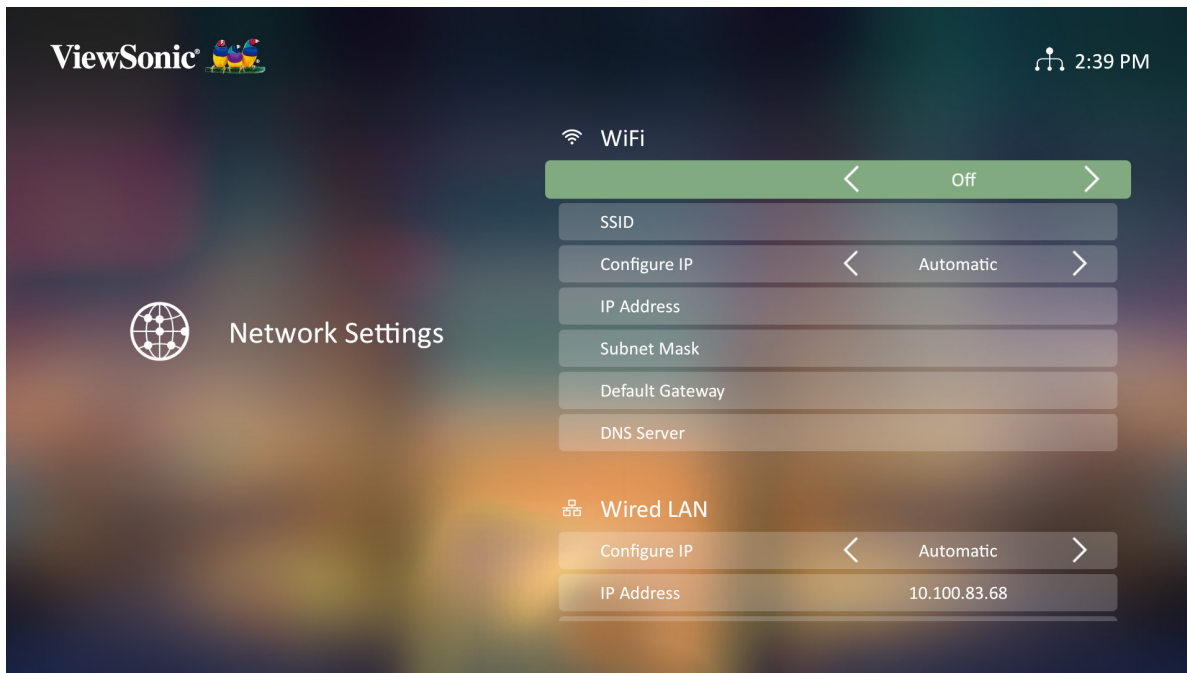 ViewSonic®
2:39 PM
WiFi
Off
SSID
Configure IP Automatic
IP Address
Subnet Mask
Default Gateway
DNS Server
Network Settings
Wired LAN
Configure IP Automatic
IP Address 10.100.83.68